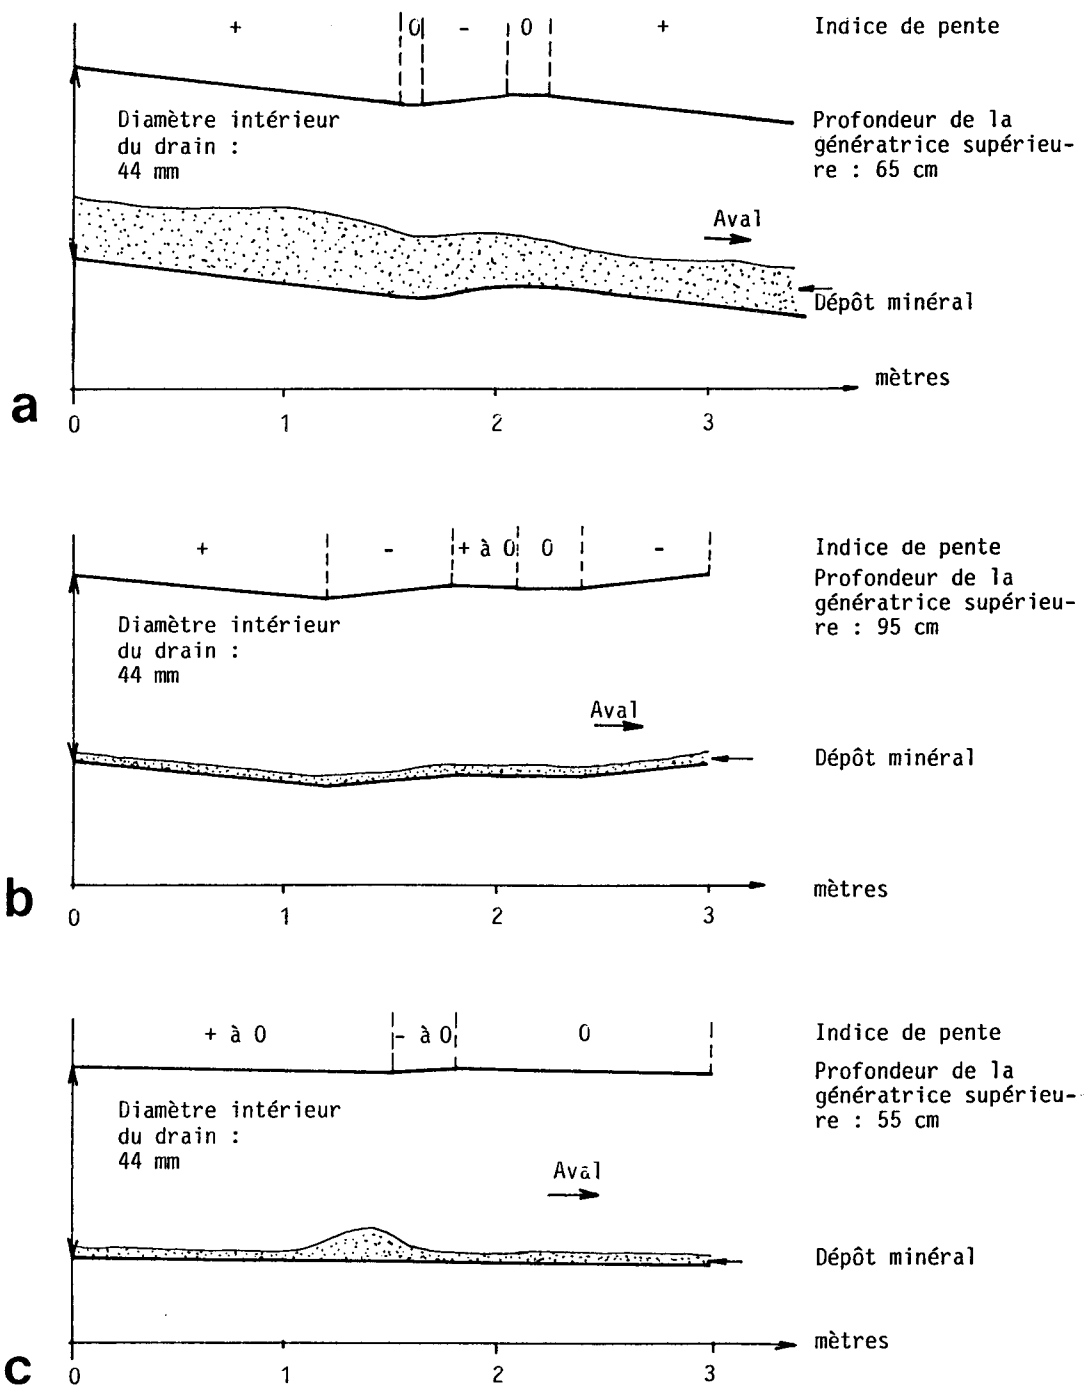 + 0 - 0 + Indice de pente
Diamètre intérieur
du drain :
44 mm
Profondeur de la
génératrice supérieu-
re : 65 cm
Aval
Dépôt minéral
mètres
a
0 1 2 3
+ - + à 0 0 - Indice de pente
Profondeur de la
génératrice supérieu-
re : 95 cm
Diamètre intérieur
du drain :
44 mm
Aval
Dépôt minéral
b
mètres
0 1 2 3
+ à 0 - à 0 0 Indice de pente
Profondeur de la
génératrice supérieu-
re : 55 cm
Diamètre intérieur
du drain :
44 mm
Aval
Dépôt minéral
mètres
c
0 1 2 3